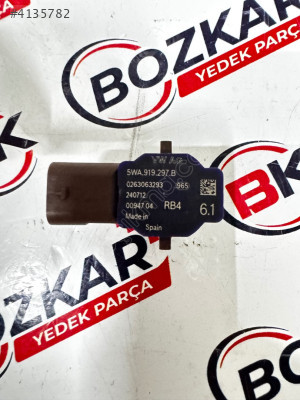 #4135782
BOZKAR
YEDEK PARÇA
BK
VW AG
5WA.919.297.B
0263063293 965
240712
00947 04 RB4 6.1
Made in
Spain
BOZKAR
YEDEK PARÇA
BK